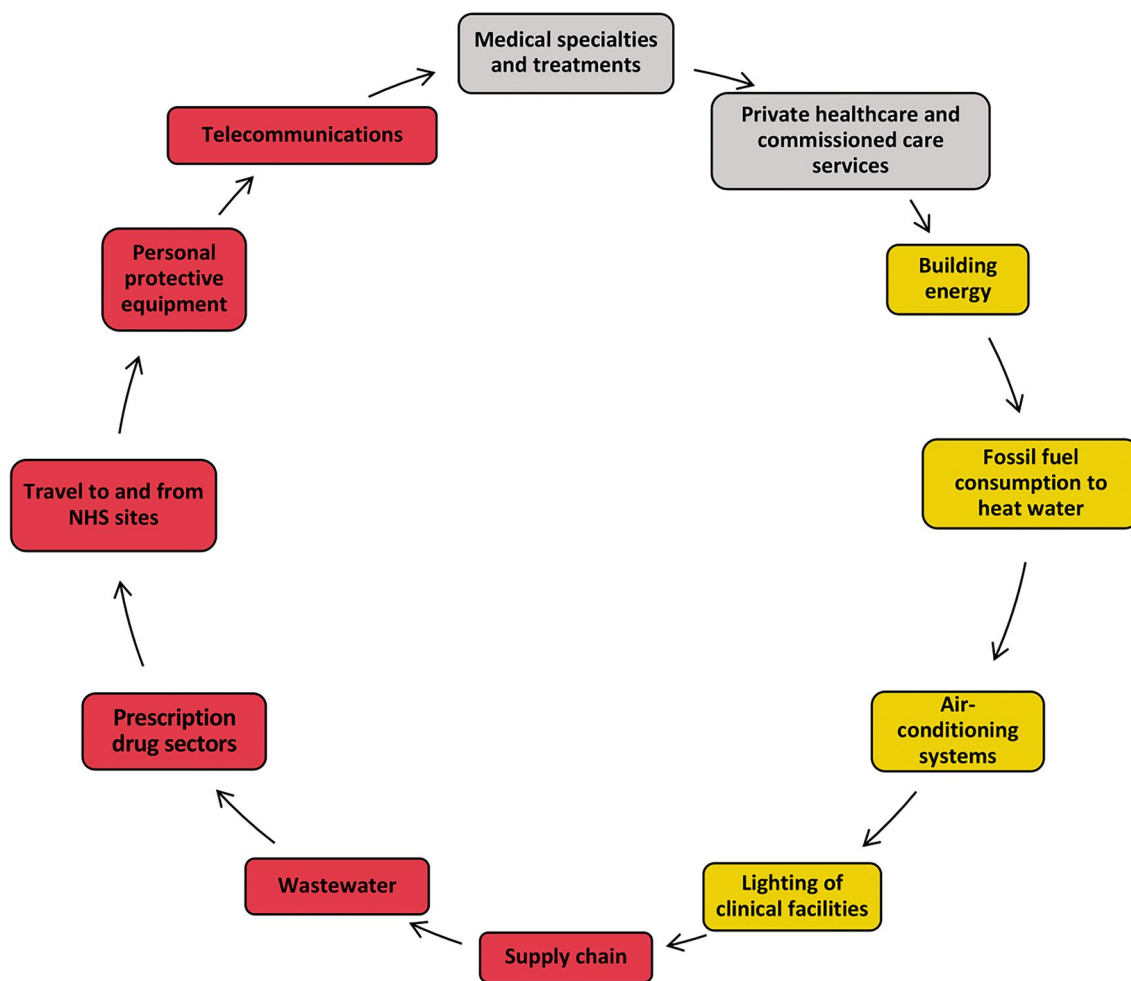 Medical specialties
and treatments
Private healthcare and
commissioned care
services
Building
energy
Fossil fuel
consumption to
heat water
Air-
conditioning
systems
Lighting of
clinical facilities
Supply chain
Wastewater
Prescription
drug sectors
Travel to and from
NHS sites
Personal
protective
equipment
Telecommunications